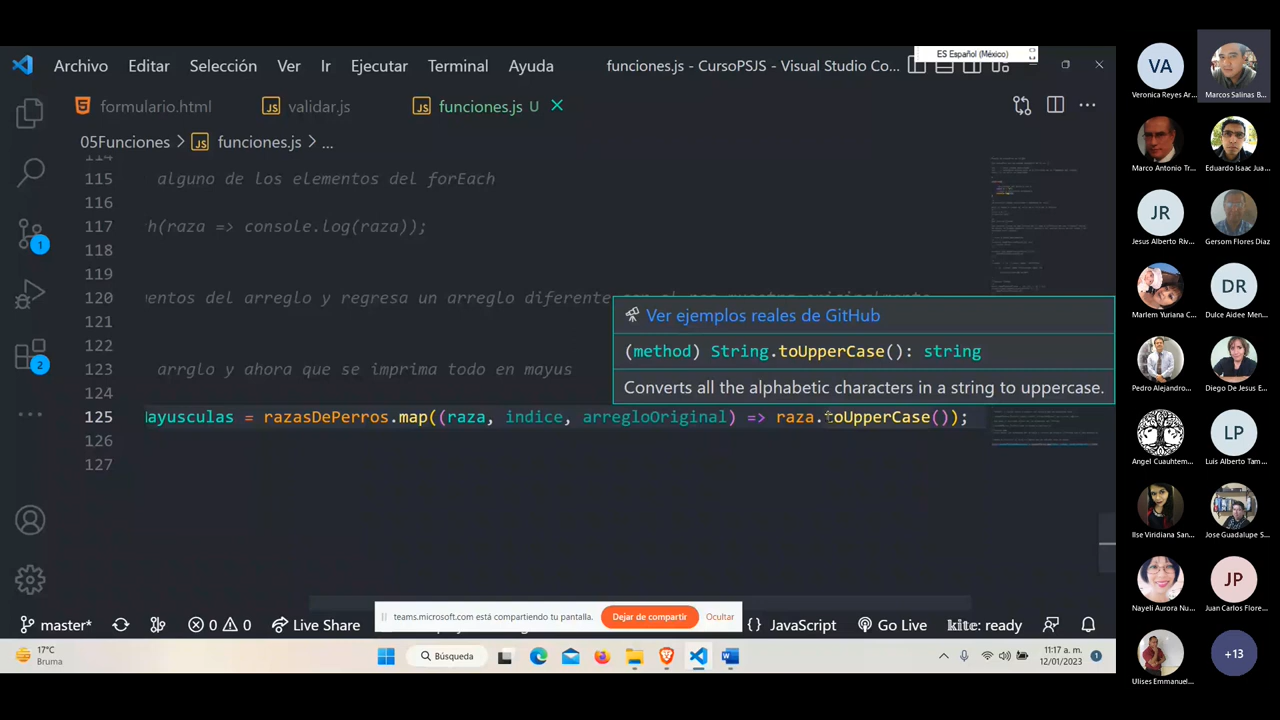 ES Español (México)
Archivo Editar Selección Ver Ir Ejecutar Terminal Ayuda funciones.js - CursoPSJS - Visual Studio Co...
formulario.html JS validar.js JS funciones.js U
05Funciones > JS funciones.js > ...
114
115 alguno de los elementos del forEach
116
117 h(raza => console.log(raza));
118
119
120 mentos del arreglo y regresa un arreglo diferente
121
122
123 arrglo y ahora que se imprima todo en mayus
124
125 Mayusculas = razasDePerros.map((raza, indice, arregloOriginal) => raza.toUpperCase());
126
127
Ver ejemplos reales de GitHub
(method) String.toUpperCase(): string
Converts all the alphabetic characters in a string to uppercase.
1
2
teams.microsoft.com está compartiendo tu pantalla. Dejar de compartir Ocultar
master* 0 0 Live Share {} JavaScript Go Live kite: ready
17°C
Bruma
Búsqueda
11:17 a. m.
12/01/2023
1
VA
Veronica Reyes Ar...
Marcos Salinas B...
Marco Antonio Tr...
Eduardo Isaac Jua...
JR
Jesus Alberto Riv...
Gersom Flores Diaz
Marlem Yuriana C...
DR
Dulce Aidee Men...
Pedro Alejandro...
Diego De Jesus E...
Angel Cuauhtem...
LP
Luis Alberto Tam...
Ilse Viridiana San...
Jose Guadalupe S...
Nayeli Aurora Nu...
JP
Juan Carlos Flore...
Ulises Emmanuel...
+13